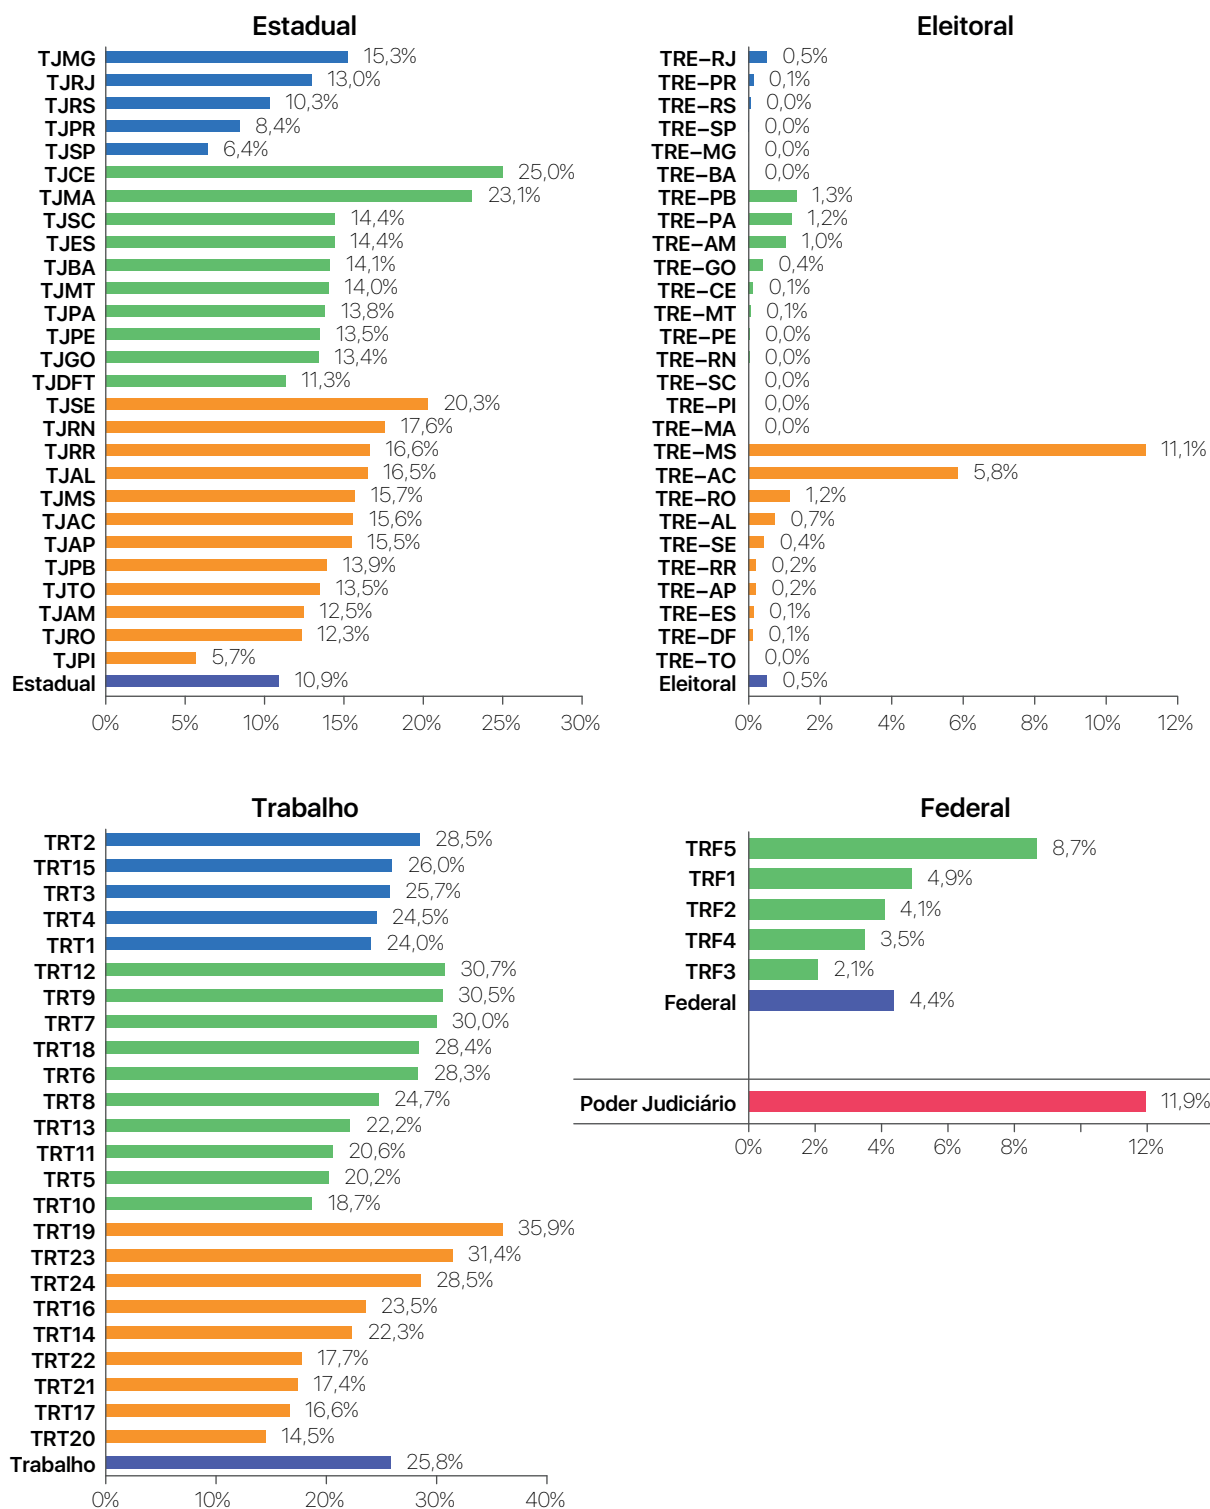 Estadual
TJMG 15,3%
TJRJ 13,0%
TJRS 10,3%
TJPR 8,4%
TJSP 6,4%
TJCE 25,0%
TJMA 23,1%
TJSC 14,4%
TJES 14,4%
TJBA 14,1%
TJMT 14,0%
TJPA 13,8%
TJPE 13,5%
TJGO 13,4%
TJDFT 11,3%
TJSE 20,3%
TJRN 17,6%
TJRR 16,6%
TJAL 16,5%
TJMS 15,7%
TJAC 15,6%
TJAP 15,5%
TJPB 13,9%
TJTO 13,5%
TJAM 12,5%
TJRO 12,3%
TJPI 5,7%
Estadual 10,9%
0% 5% 10% 15% 20% 25% 30%
Eleitoral
TRE–RJ 0,5%
TRE–PR 0,1%
TRE–RS 0,0%
TRE–SP 0,0%
TRE–MG 0,0%
TRE–BA 0,0%
TRE–PB 1,3%
TRE–PA 1,2%
TRE–AM 1,0%
TRE–GO 0,4%
TRE–CE 0,1%
TRE–MT 0,1%
TRE–PE 0,0%
TRE–RN 0,0%
TRE–SC 0,0%
TRE–PI 0,0%
TRE–MA 0,0%
TRE–MS 11,1%
TRE–AC 5,8%
TRE–RO 1,2%
TRE–AL 0,7%
TRE–SE 0,4%
TRE–RR 0,2%
TRE–AP 0,2%
TRE–ES 0,1%
TRE–DF 0,1%
TRE–TO 0,0%
Eleitoral 0,5%
0% 2% 4% 6% 8% 10% 12%
Trabalho
TRT2 28,5%
TRT15 26,0%
TRT3 25,7%
TRT4 24,5%
TRT1 24,0%
TRT12 30,7%
TRT9 30,5%
TRT7 30,0%
TRT18 28,4%
TRT6 28,3%
TRT8 24,7%
TRT13 22,2%
TRT11 20,6%
TRT5 20,2%
TRT10 18,7%
TRT19 35,9%
TRT23 31,4%
TRT24 28,5%
TRT16 23,5%
TRT14 22,3%
TRT22 17,7%
TRT21 17,4%
TRT17 16,6%
TRT20 14,5%
Trabalho 25,8%
0% 10% 20% 30% 40%
Federal
TRF5 8,7%
TRF1 4,9%
TRF2 4,1%
TRF4 3,5%
TRF3 2,1%
Federal 4,4%
Poder Judiciário 11,9%
0% 2% 4% 6% 8% 12%